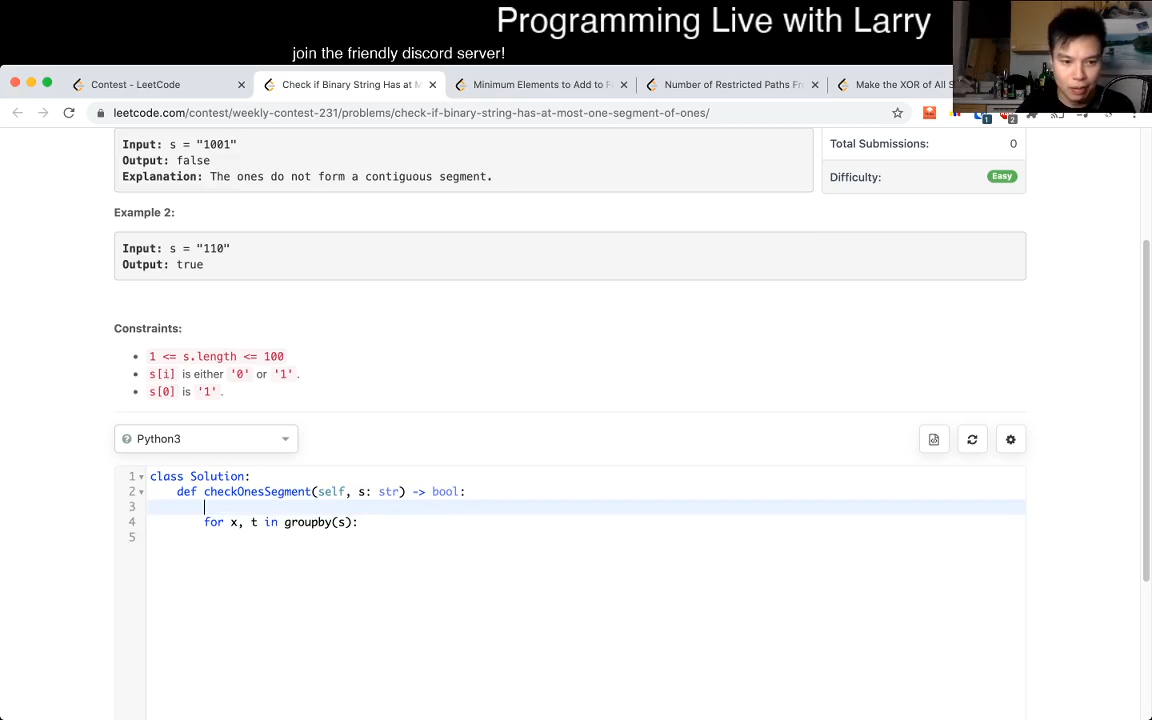 Programming Live with Larry
join the friendly discord server!
Contest - LeetCode
Check if Binary String Has at M
Minimum Elements to Add to F
Number of Restricted Paths Fr
Make the XOR of All S
leetcode.com/contest/weekly-contest-231/problems/check-if-binary-string-has-at-most-one-segment-of-ones/
1
2
Input: s = "1001"
Output: false
Explanation: The ones do not form a contiguous segment.
Total Submissions: 0
Difficulty: Easy
Example 2:
Input: s = "110"
Output: true
Constraints:
1 <= s.length <= 100
s[i] is either '0' or '1'.
s[0] is '1'.
Python3
1 class Solution:
2 def checkOnesSegment(self, s: str) -> bool:
3
4 for x, t in groupby(s):
5